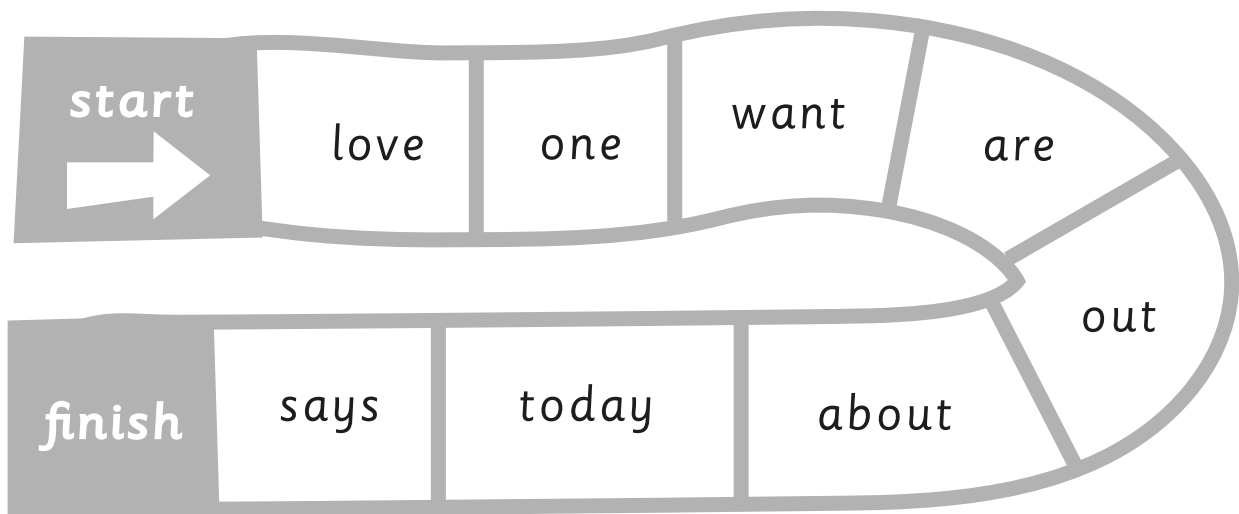 start
love
one
want
are
out
about
today
says
finish